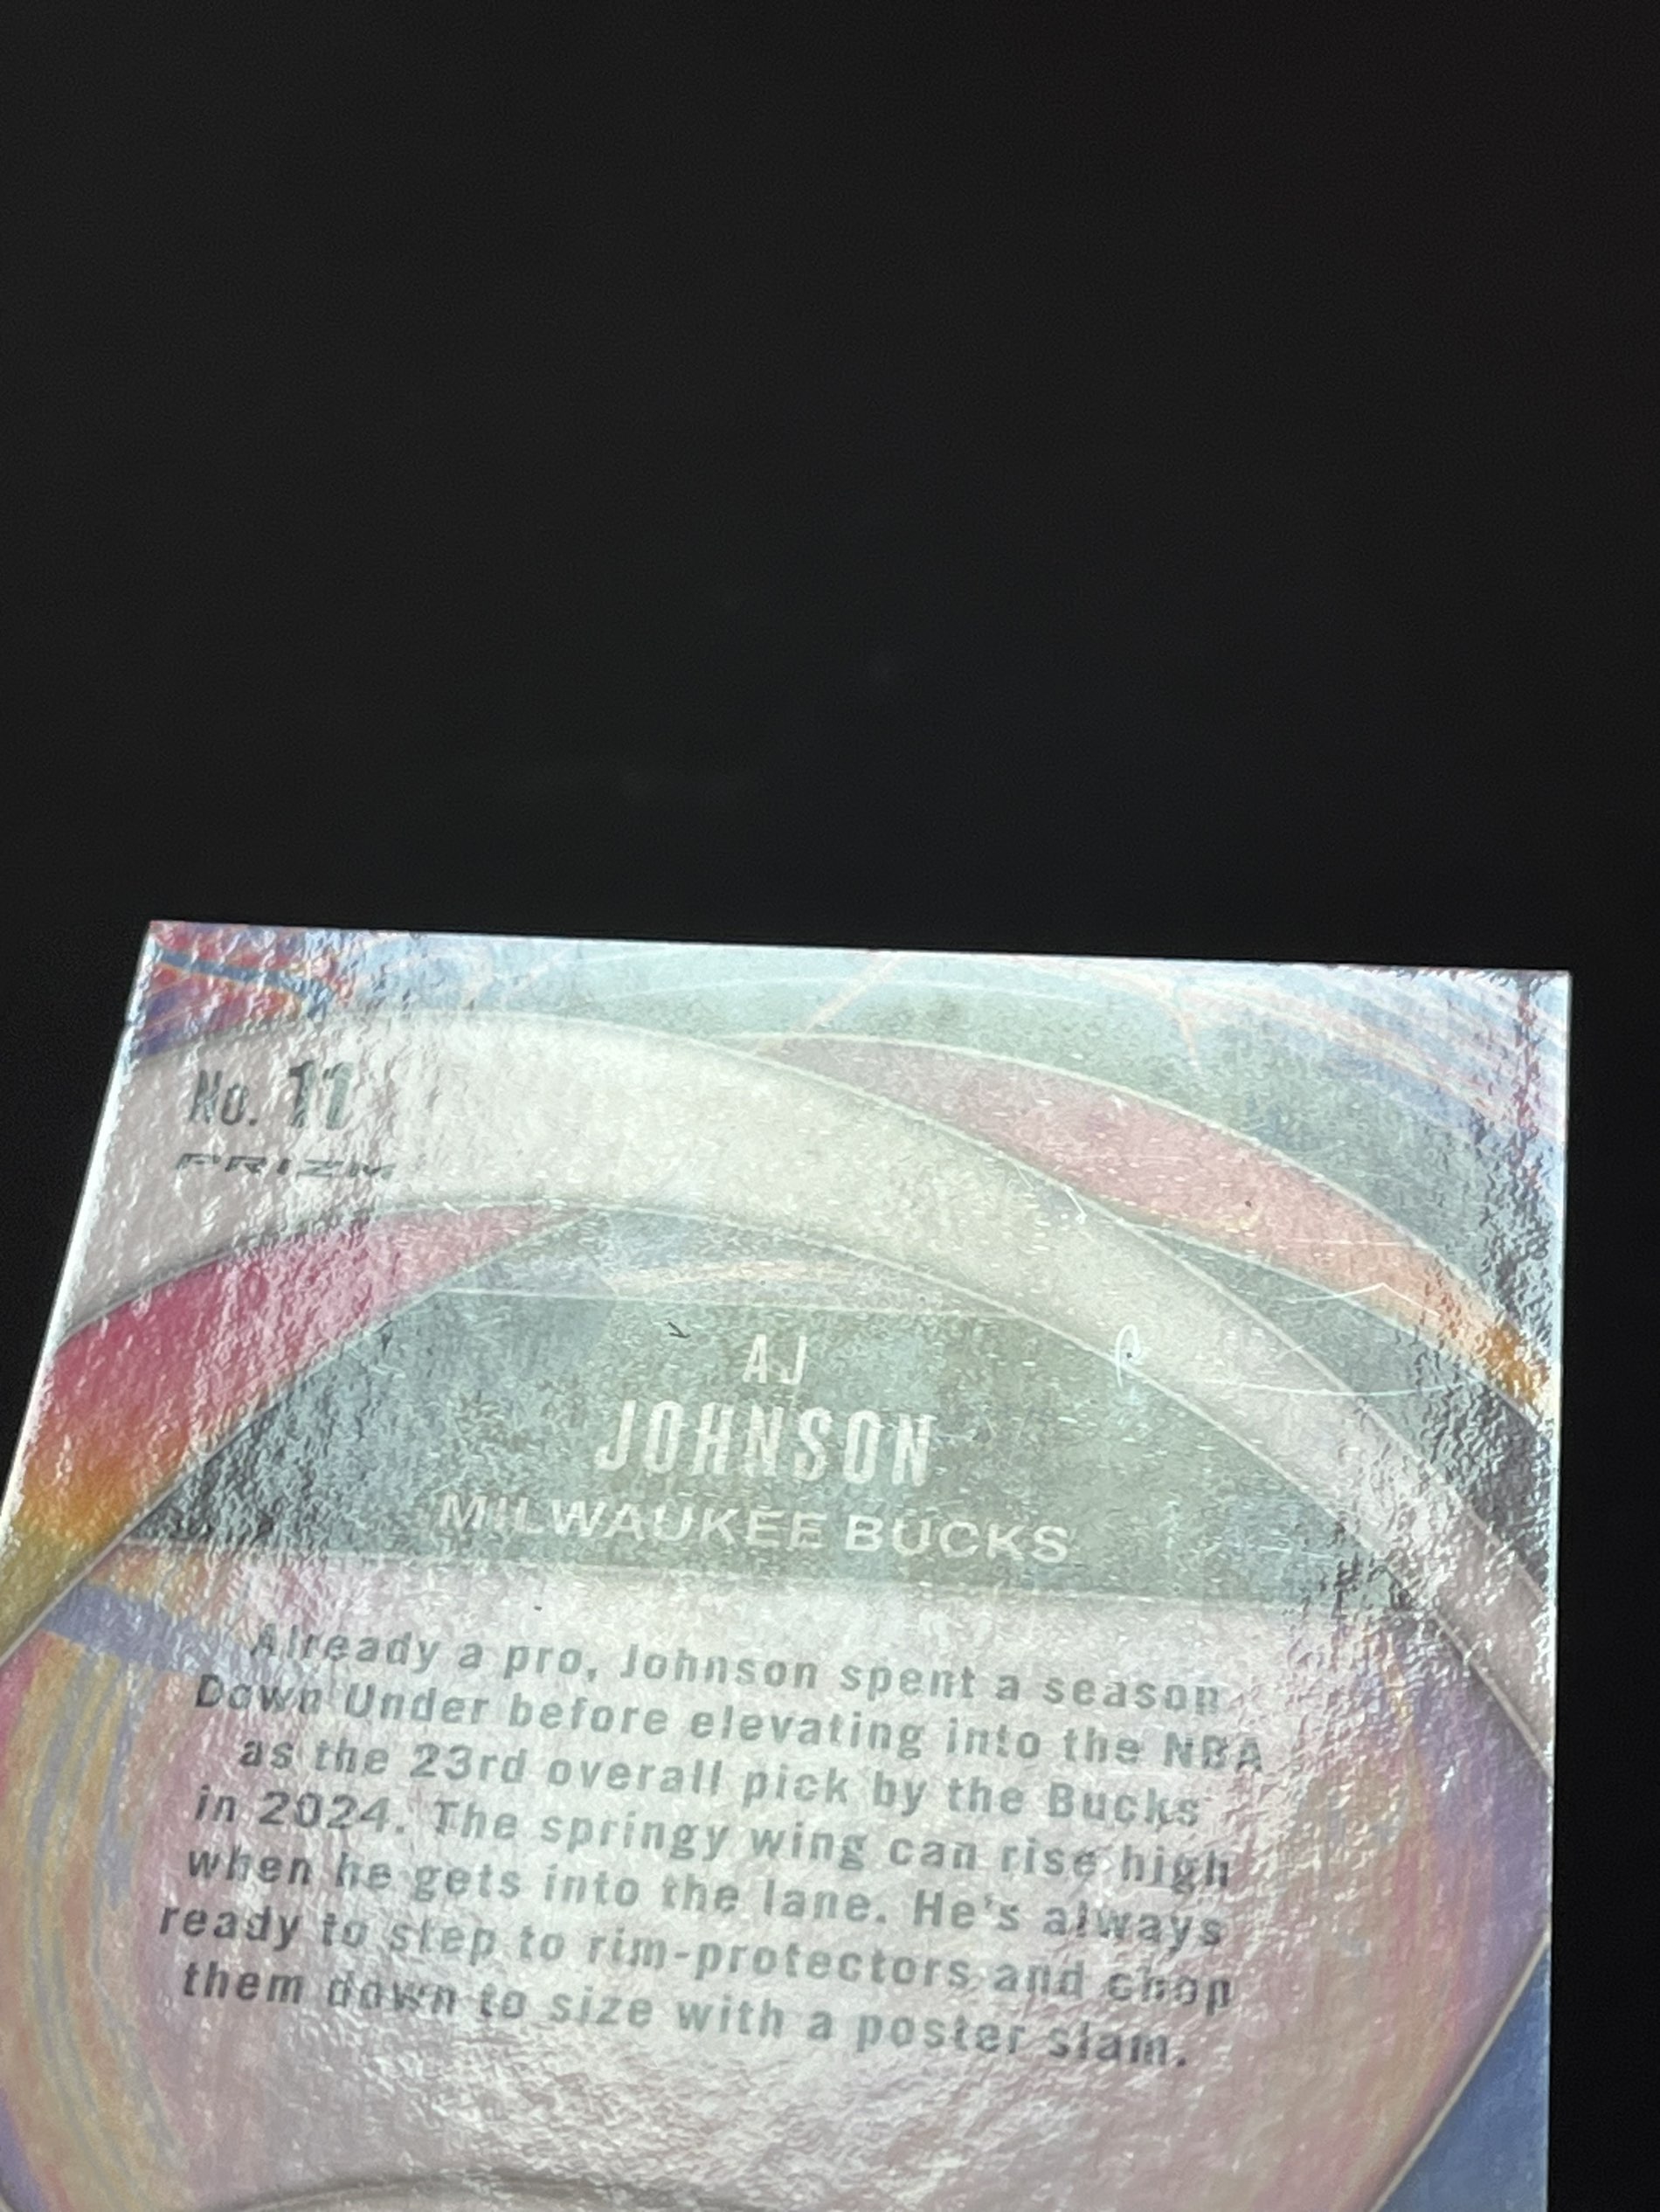 No. 11
PRIZM
AJ
JOHNSON
MILWAUKEE BUCKS
Already a pro, Johnson spent a season
Down Under before elevating into the NBA
as the 23rd overall pick by the Bucks
in 2024. The springy wing can rise high
when he gets into the lane. He's always
ready to step to rim-protectors and chop
them down to size with a poster slam.